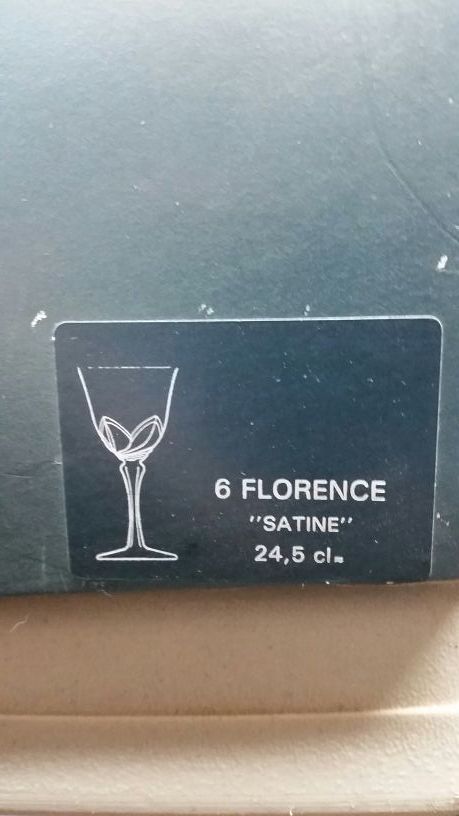 6 FLORENCE
"SATINE"
24,5 cl≈